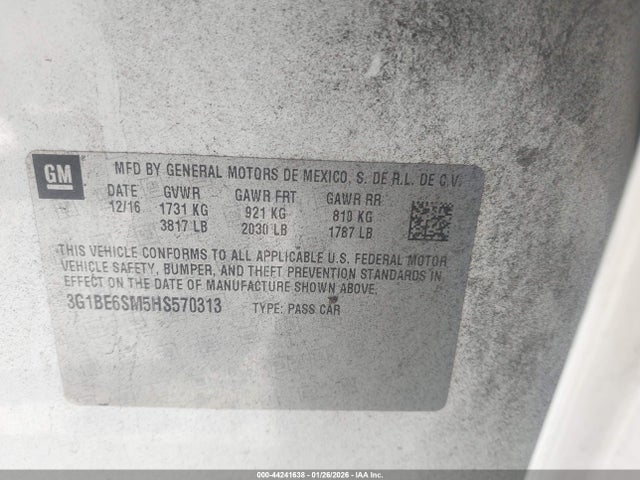 GM
MFD BY GENERAL MOTORS DE MEXICO, S. DE R.L. DE C.V.
DATE GVWR GAWR FRT GAWR RR
12/16 1731 KG 921 KG 810 KG
3817 LB 2030 LB 1787 LB
THIS VEHICLE CONFORMS TO ALL APPLICABLE U.S. FEDERAL MOTOR
VEHICLE SAFETY, BUMPER, AND THEFT PREVENTION STANDARDS
IN EFFECT ON THE DATE OF MANUFACTURE SHOWN ABOVE.
3G1BE6SM5HS570313 TYPE: PASS CAR
000-44241638 | 01/26/2026 - IAA Inc.